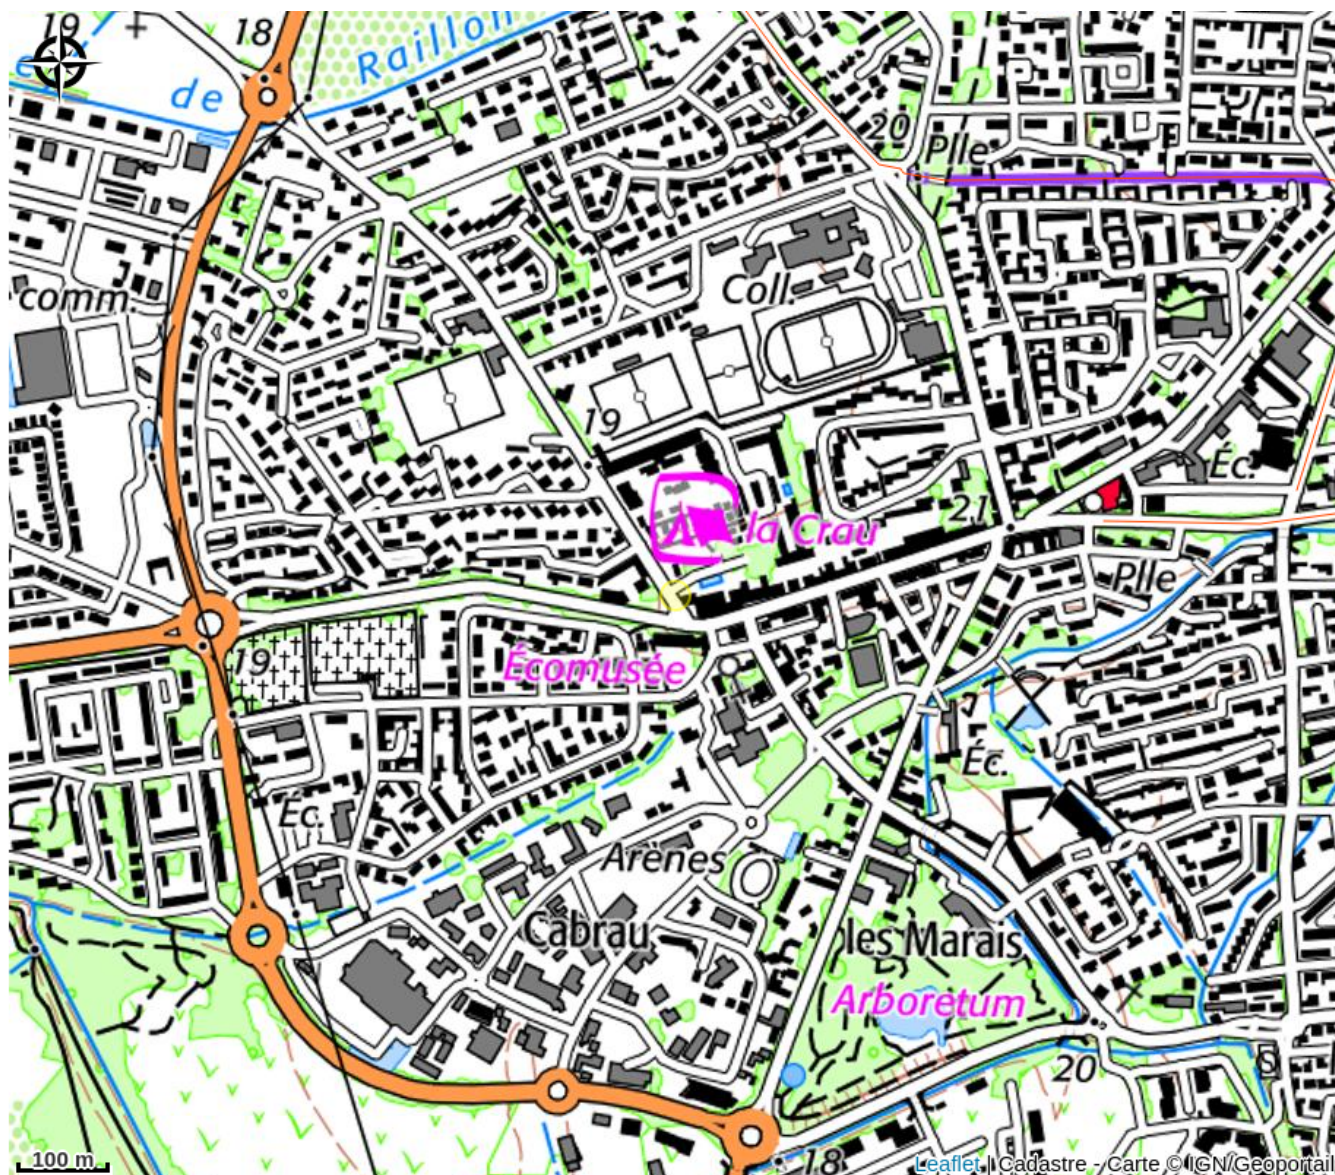 19
18
Raillon
de
20
Plle
comm.
Coll.
19
Éc.
21
la Crau
Plle
19
Écomusée
Éc.
Éc.
Arènes
Cabrau
les Marais
Arboretum
20
S
18
100 m
Leaflet | Cadastre - Carte © IGN/Geoportail